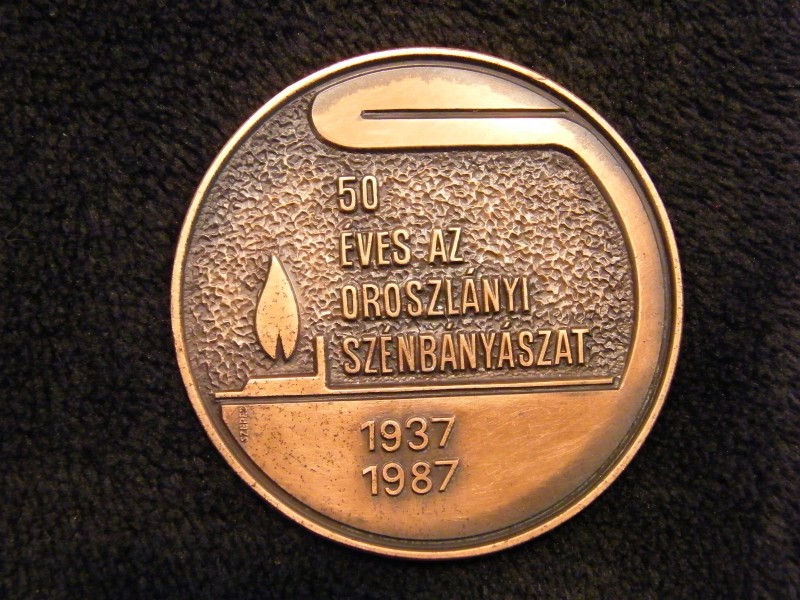 50
ÉVES AZ
OROSZLÁNYI
SZÉNBÁNYÁSZAT
1937
1987